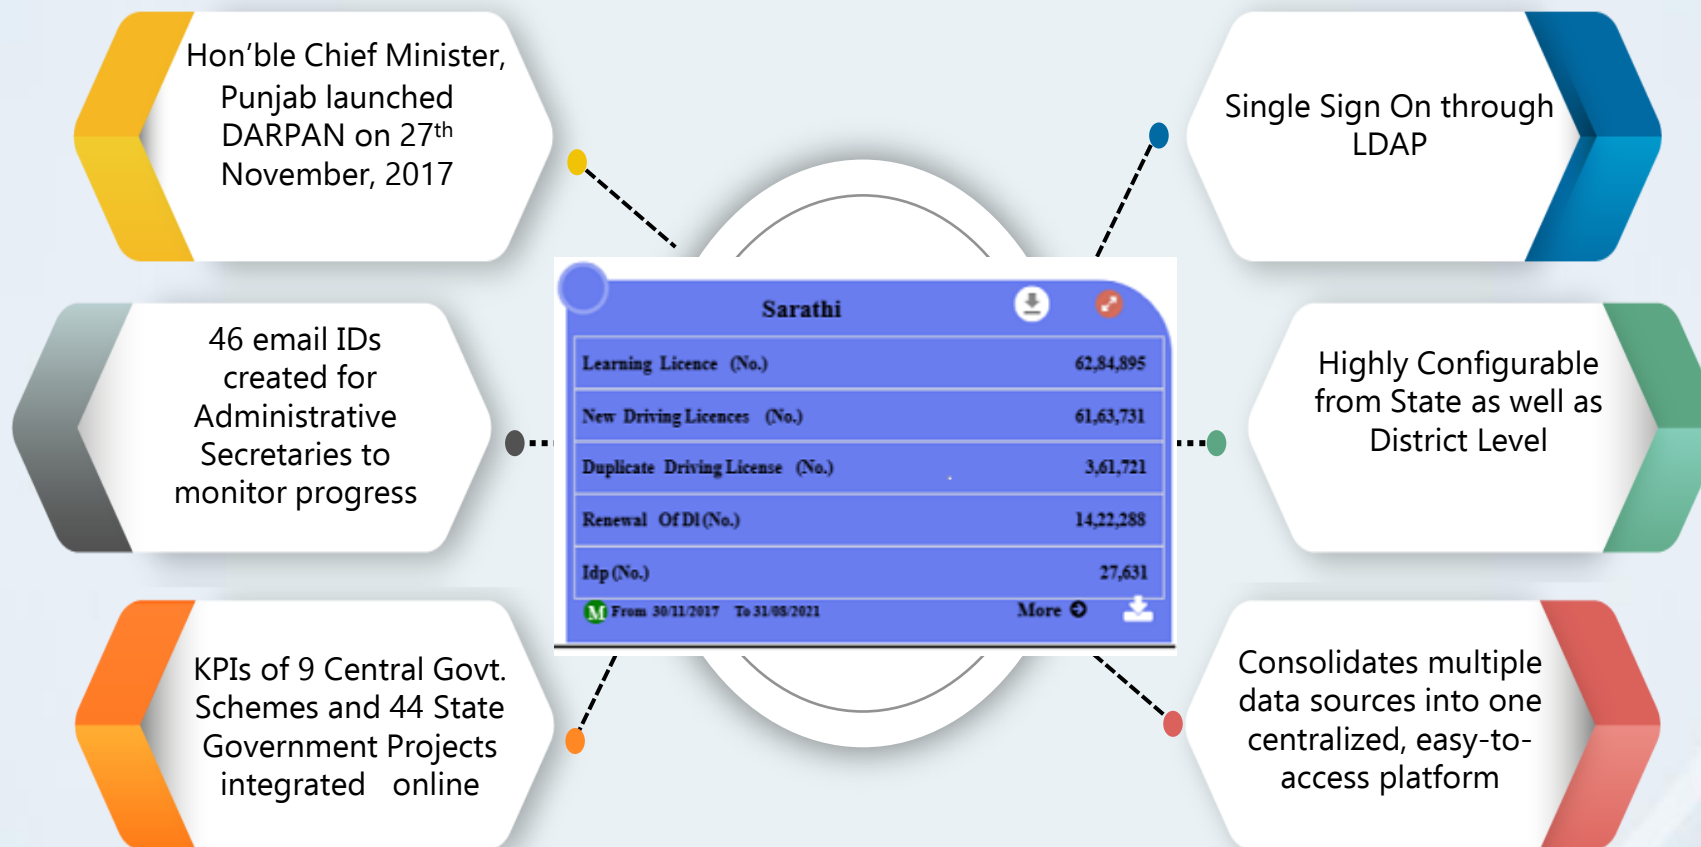 Hon’ble Chief Minister,
Punjab launched
DARPAN on 27th
November, 2017
46 email IDs
created for
Administrative
Secretaries to
monitor progress
KPIs of 9 Central Govt.
Schemes and 44 State
Government Projects
integrated online
Sarathi
Learning Licence (No.) 62,84,895
New Driving Licences (No.) 61,63,731
Duplicate Driving License (No.) 3,61,721
Renewal Of Dl (No.) 14,22,288
Idp (No.) 27,631
M From 30/11/2017 To 31/08/2021 More
Single Sign On through
LDAP
Highly Configurable
from State as well as
District Level
Consolidates multiple
data sources into one
centralized, easy-to-
access platform